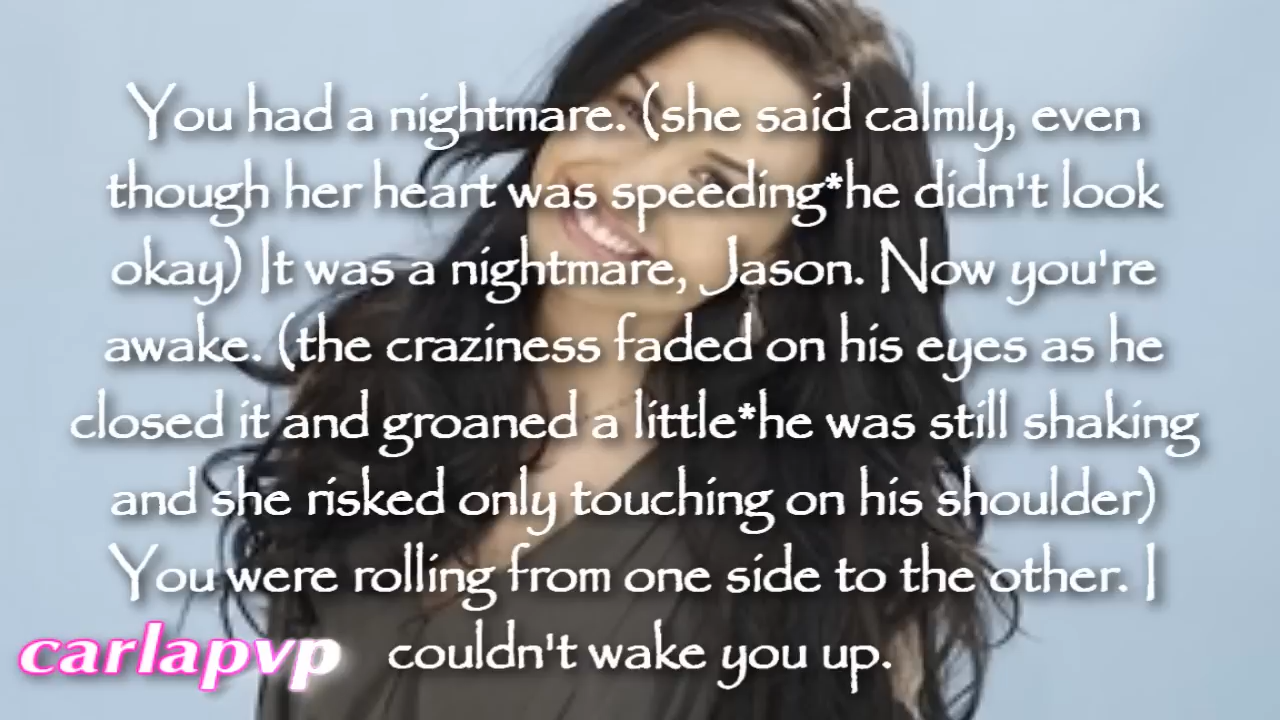 You had a nightmare. (she said calmly, even
though her heart was speeding*he didn't look
okay) It was a nightmare, Jason. Now you're
awake. (the craziness faded on his eyes as he
closed it and groaned a little*he was still shaking
and she risked only touching on his shoulder)
You were rolling from one side to the other. I
couldn't wake you up.
carlapvp